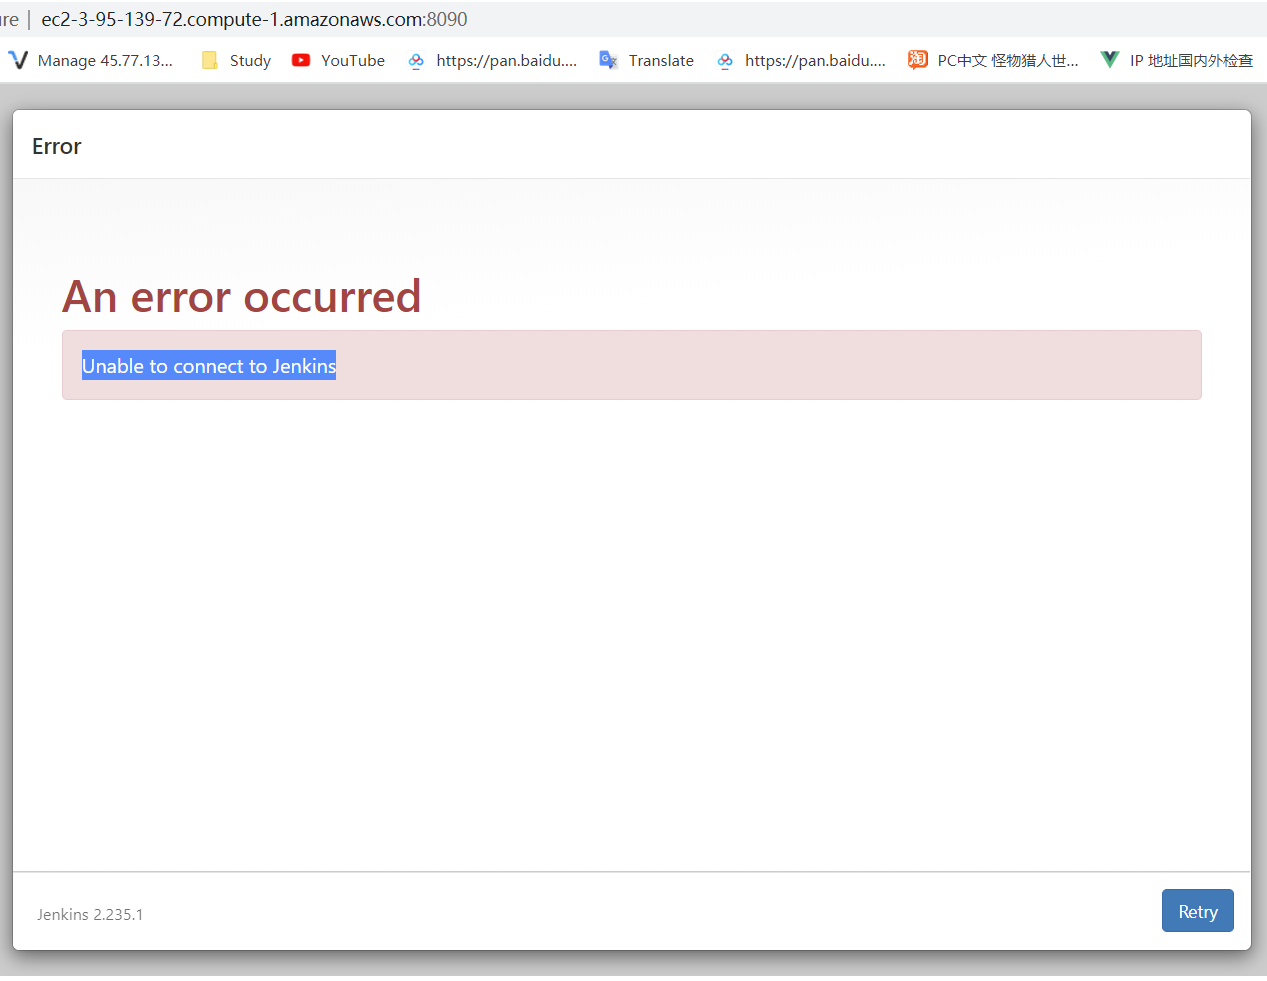 ure | ec2-3-95-139-72.compute-1.amazonaws.com:8090
Manage 45.77.13... Study YouTube https://pan.baidu.... Translate https://pan.baidu.... 淘 PC中文 怪物猎人世... IP 地址国内外检查
Error
An error occurred
Unable to connect to Jenkins
Jenkins 2.235.1
Retry